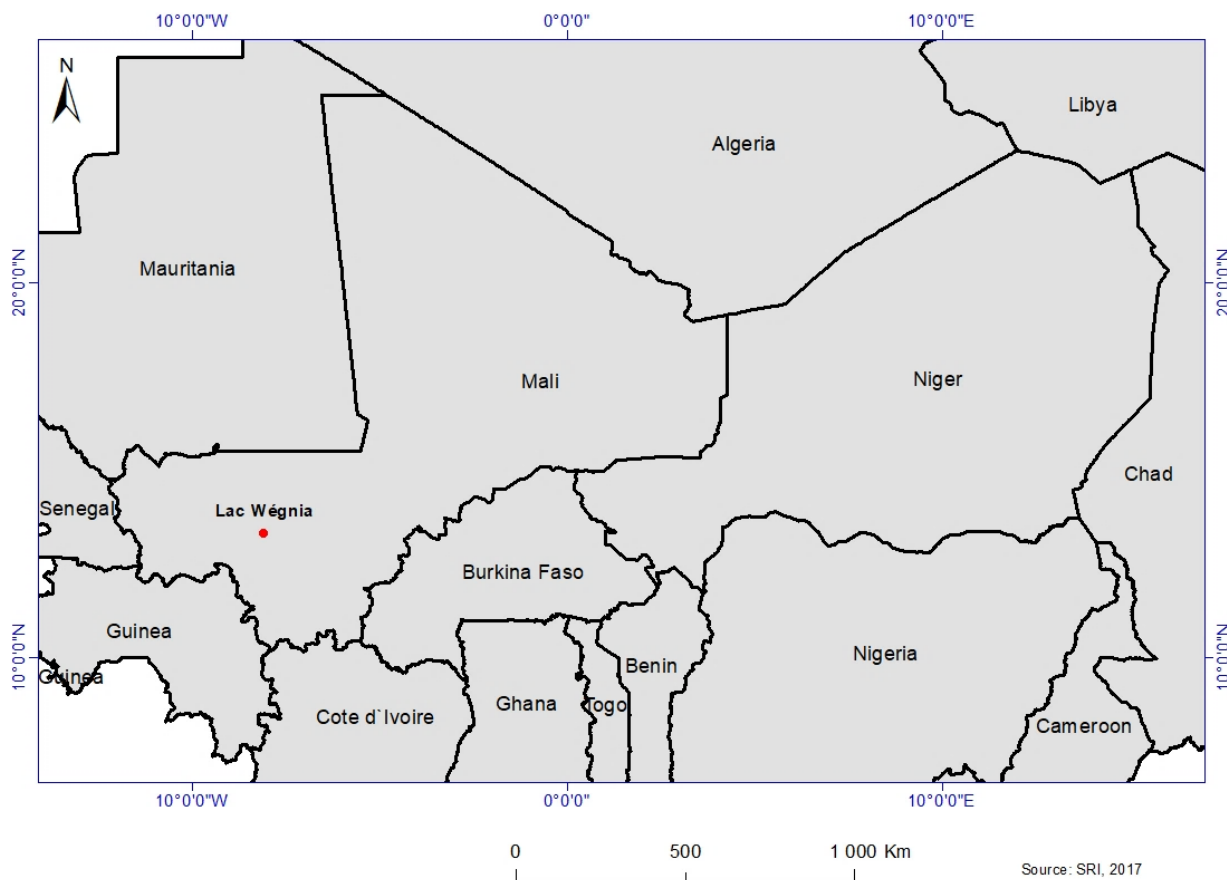 10°0'0"W
0°0'0"
10°0'0"E
N
Libya
Algeria
Mauritania
20°0'0"N
20°0'0"N
Mali
Niger
Chad
Senegal
Lac Wégnia
Burkina Faso
Guinea
Nigeria
Benin
10°0'0"N
10°0'0"N
Guinea
Ghana
Togo
Cote d`Ivoire
Cameroon
10°0'0"W
0°0'0"
10°0'0"E
0
500
1 000 Km
Source: SRI, 2017